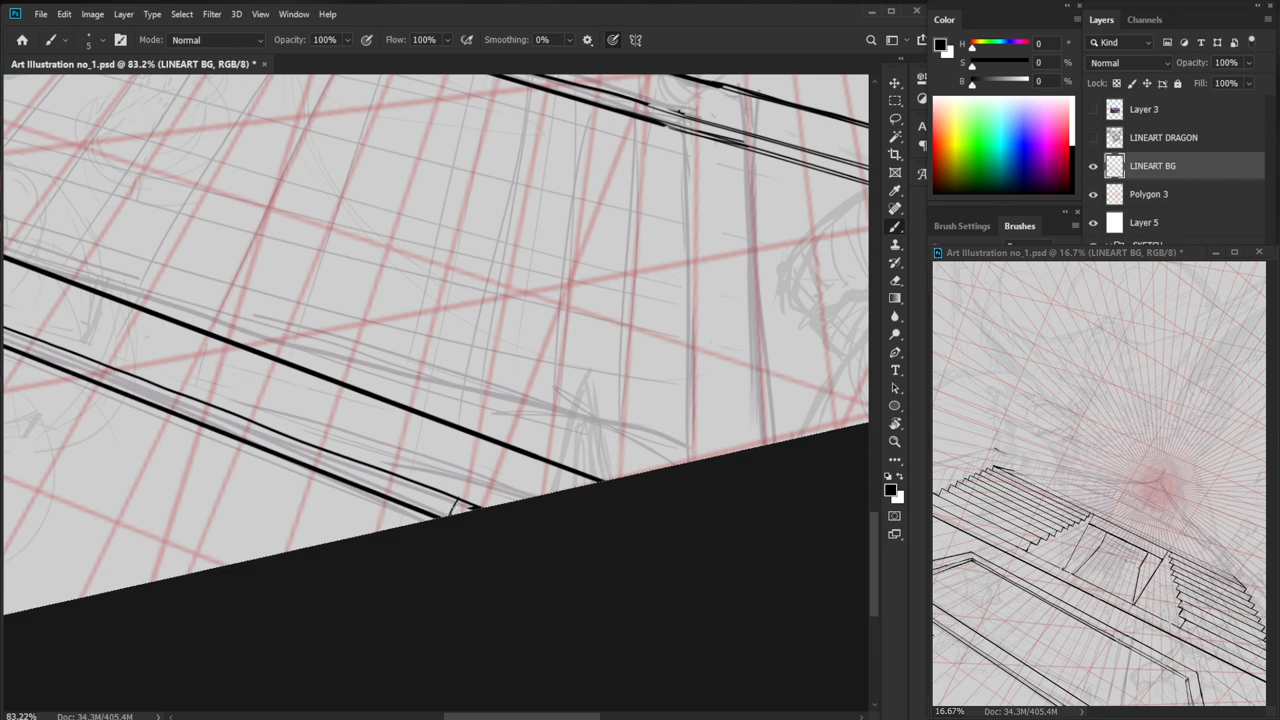 Ps File Edit Image Layer Type Select Filter 3D View Window Help
5 Mode: Normal Opacity: 100% Flow: 100% Smoothing: 0%
Art Illustration no_1.psd @ 83.2% (LINEART BG, RGB/8) * ×
83.22% Doc: 34.3M/405.4M
Color
H 0 °
S 0 %
B 0 %
Brush Settings Brushes
Layers Channels
Kind
Normal Opacity: 100%
Lock: Fill: 100%
Layer 3
LINEART DRAGON
LINEART BG
Polygon 3
Layer 5
Art Illustration no_1.psd @ 16.7% (LINEART BG, RGB/8) *
16.67% Doc: 34.3M/405.4M